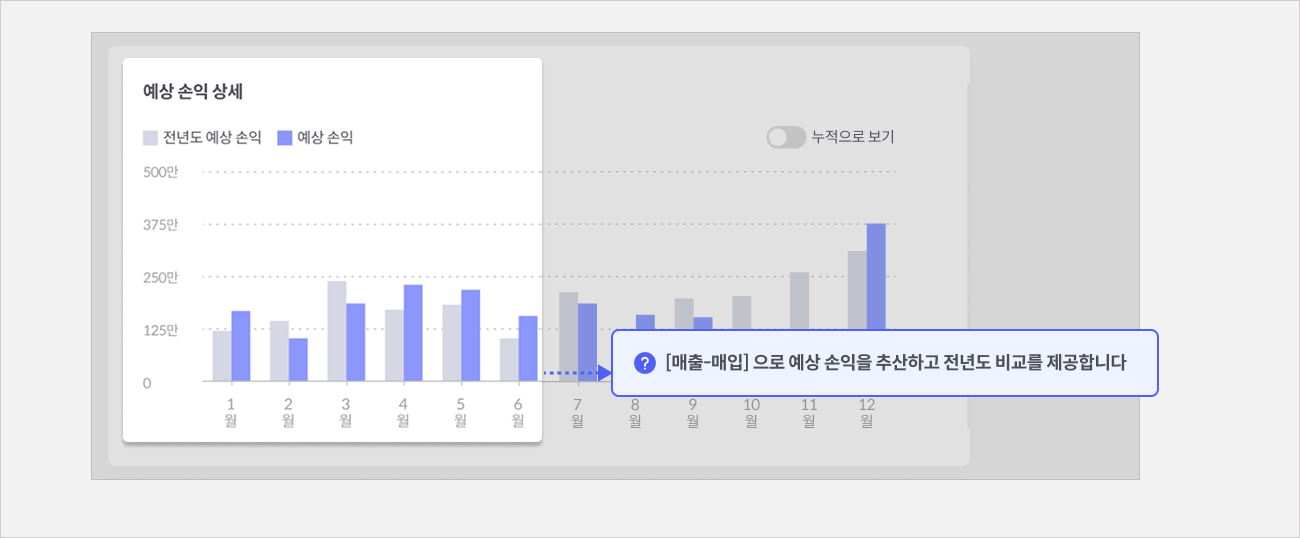 예상 손익 상세
전년도 예상 손익 예상 손익
누적으로 보기
500만
375만
250만
125만
0
? [매출-매입] 으로 예상 손익을 추산하고 전년도 비교를 제공합니다
1 2 3 4 5 6 7 8 9 10 11 12
월 월 월 월 월 월 월 월 월 월 월 월